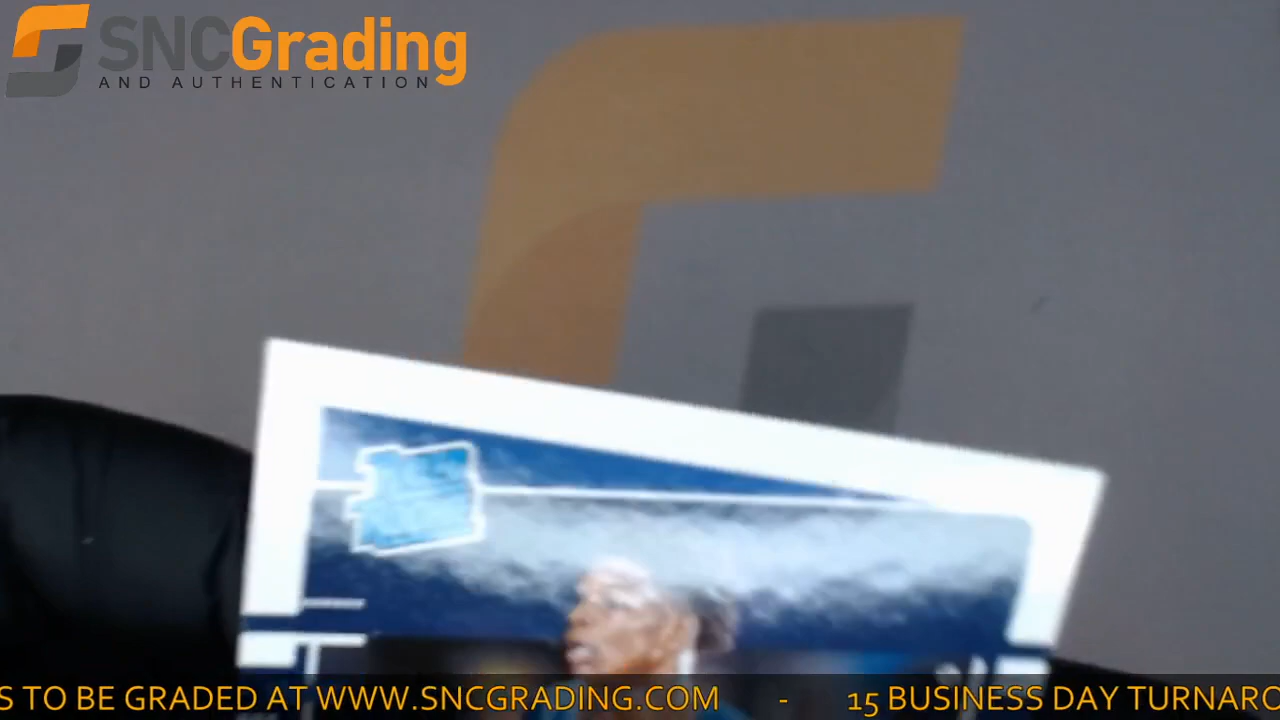 SNCGrading
AND AUTHENTICATION
S TO BE GRADED AT WWW.SNCGRADING.COM - 15 BUSINESS DAY TURNARO